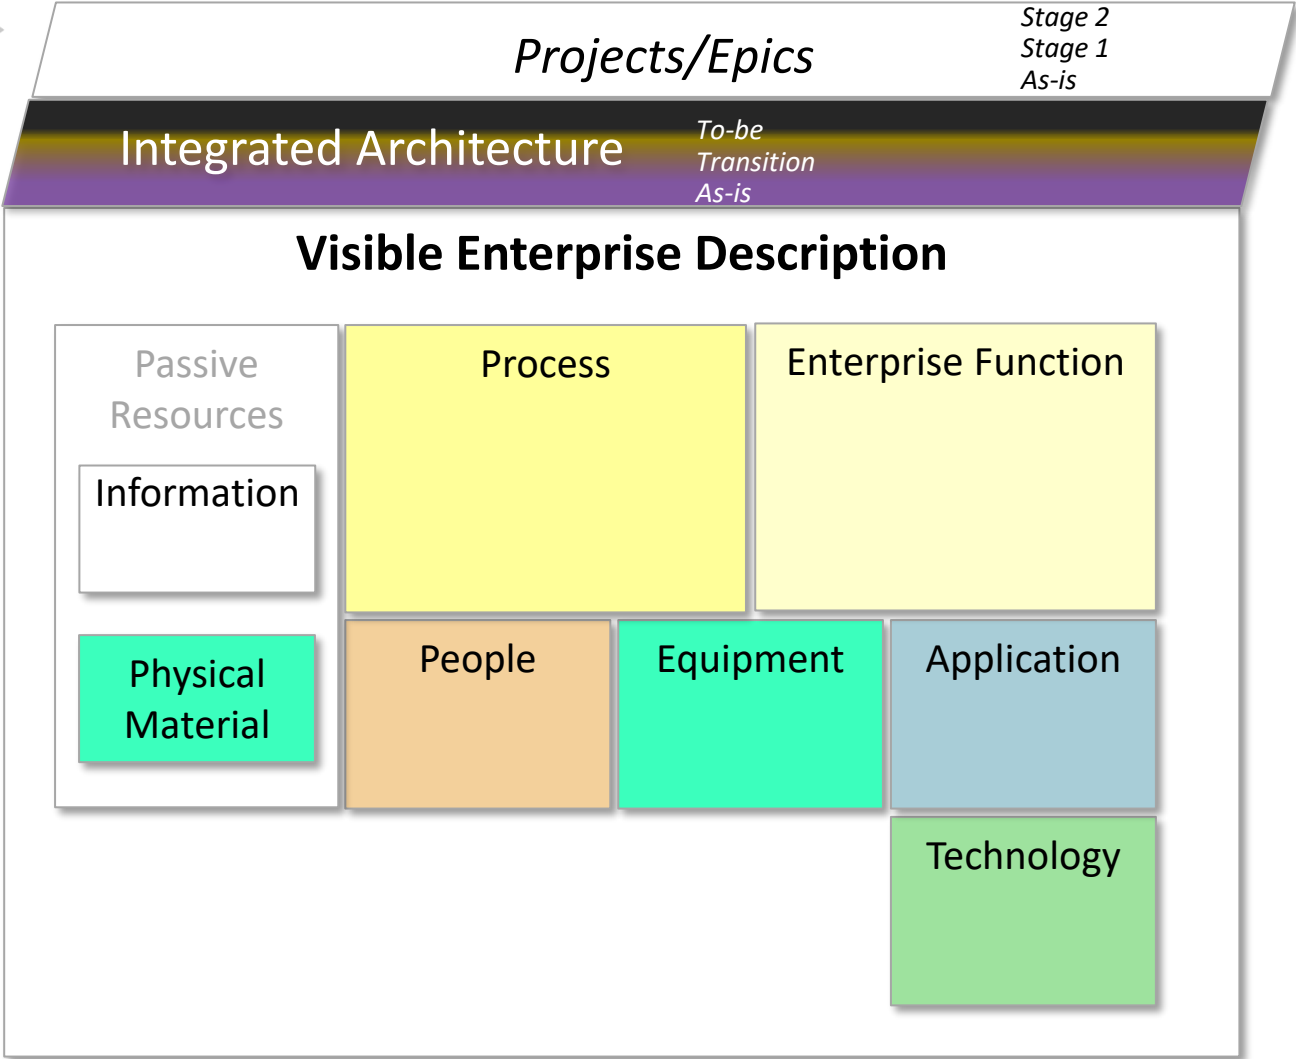 Projects/Epics
Stage 2
Stage 1
As-is
Integrated Architecture
To-be
Transition
As-is
Visible Enterprise Description
Passive
Resources
Information
Physical
Material
Process
Enterprise Function
People
Equipment
Application
Technology